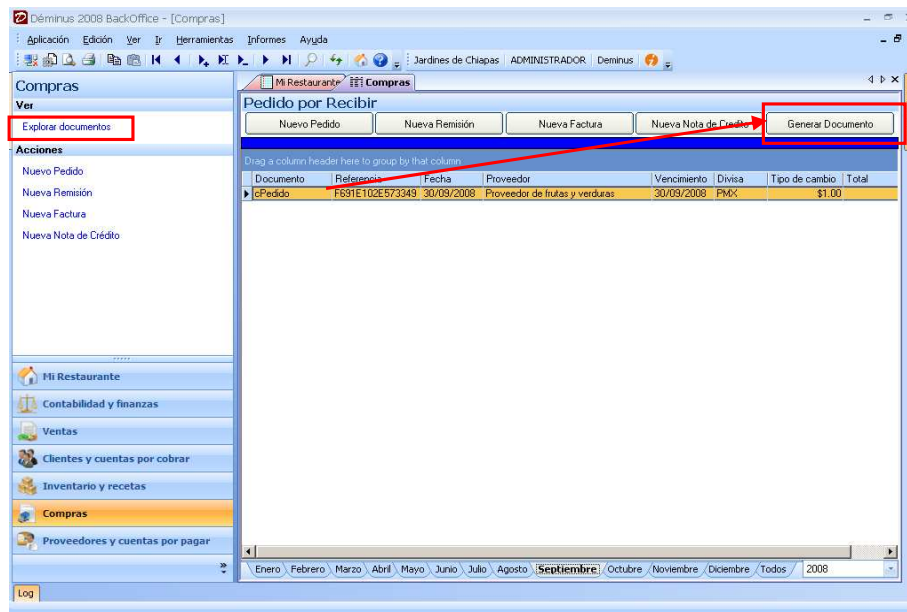 Déminus 2008 BackOffice - [Compras]
Aplicación Edición Ver Ir Herramientas Informes Ayuda
Jardines de Chiapas ADMINISTRADOR Deminus
Compras
Mi Restaurante Compras
Ver
Pedido por Recibir
Explorar documentos
Nuevo Pedido Nueva Remisión Nueva Factura Nueva Nota de Credito Generar Documento
Acciones
Drag a column header here to group by that column
Nuevo Pedido
Documento Referencia Fecha Proveedor Vencimiento Divisa Tipo de cambio Total
Nueva Remisión
cPedido F691E102E573349 30/09/2008 Proveedor de frutas y verduras 30/09/2008 PMX $1.00
Nueva Factura
Nueva Nota de Crédito
Mi Restaurante
Contabilidad y finanzas
Ventas
Clientes y cuentas por cobrar
Inventario y recetas
Compras
Proveedores y cuentas por pagar
Enero Febrero Marzo Abril Mayo Junio Julio Agosto Septiembre Octubre Noviembre Diciembre Todos 2008
Log